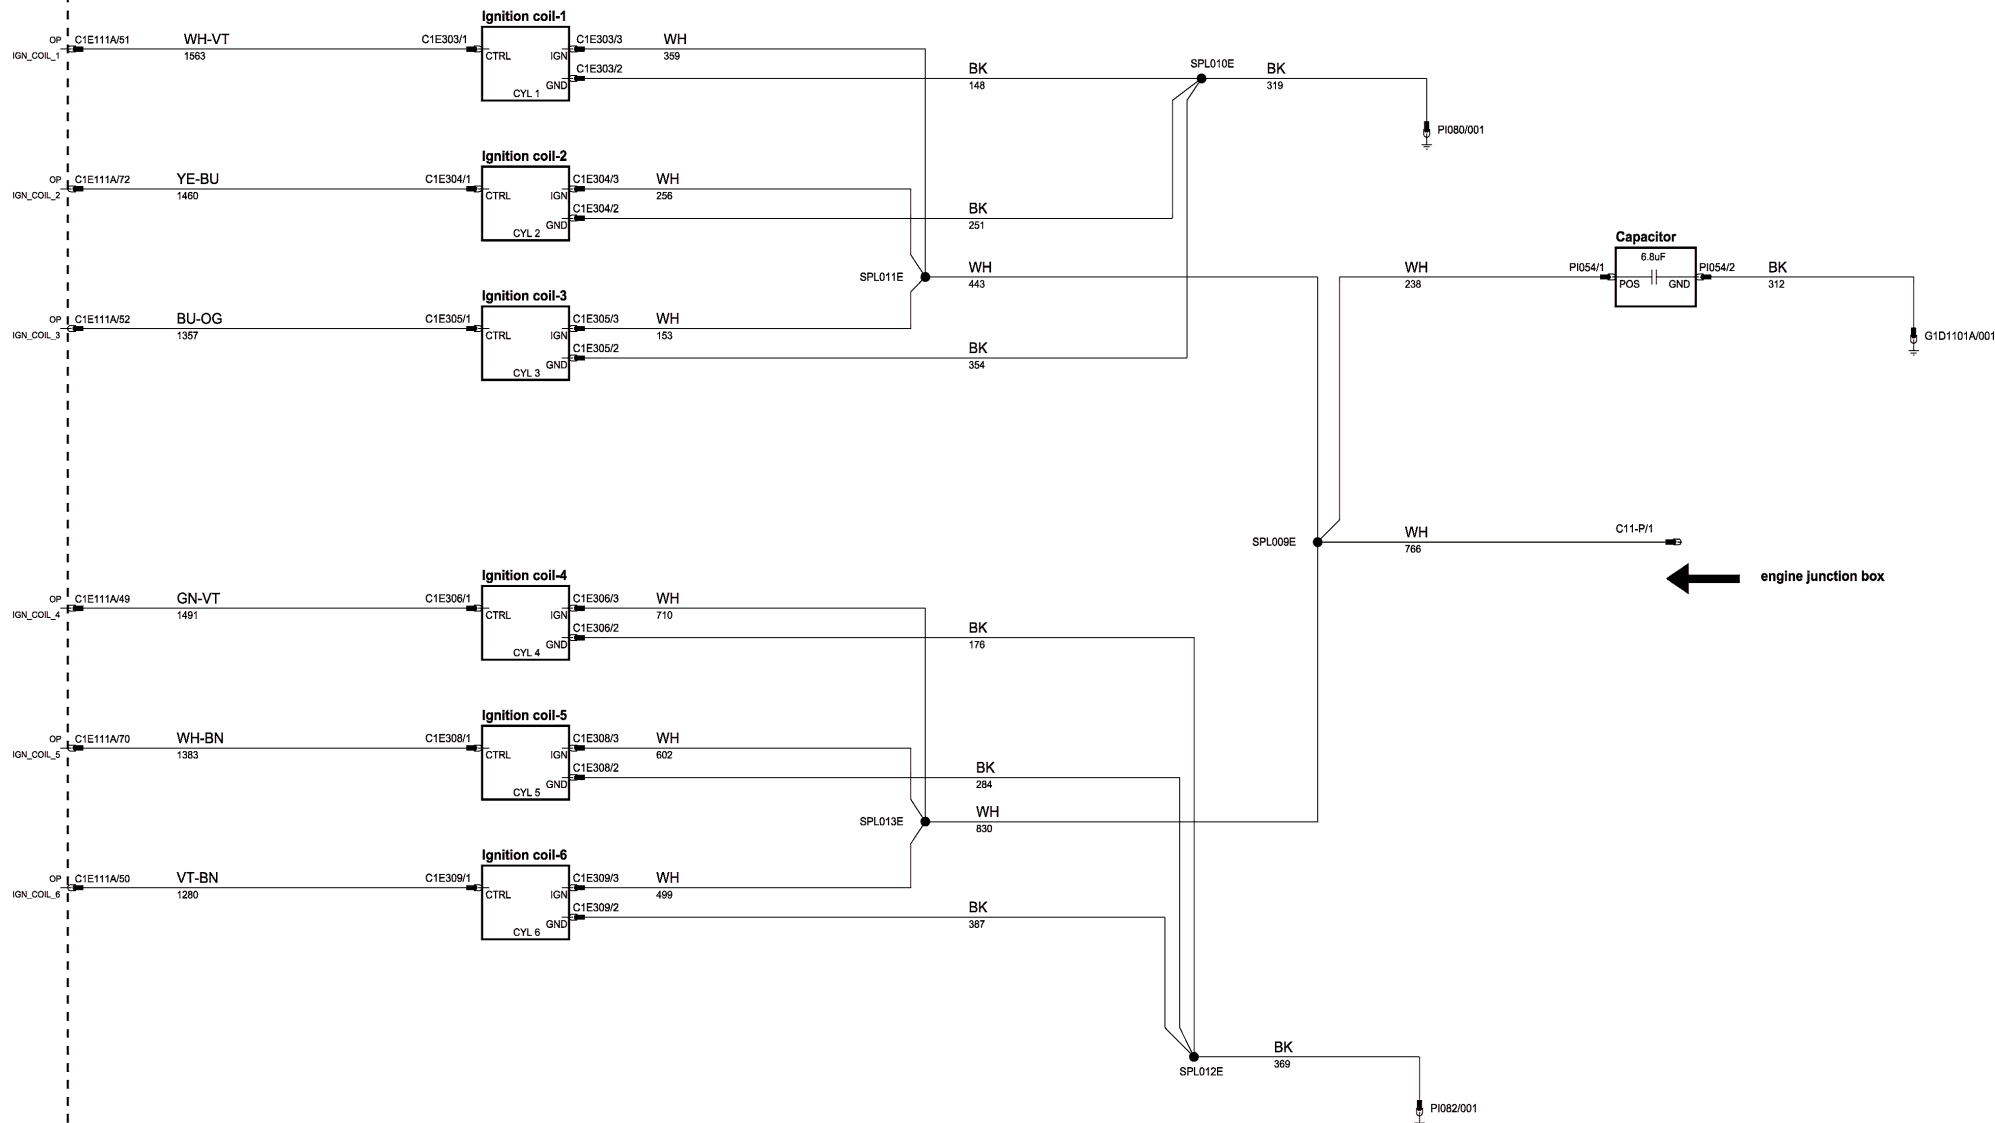 Ignition coil-1
OP C1E111A/51 WH-VT C1E303/1 C1E303/3 WH
IGN_COIL_1 1563 CTRL IGN 359
C1E303/2 BK SPL010E BK
GND 148 319
CYL 1
PI080/001
Ignition coil-2
OP C1E111A/72 YE-BU C1E304/1 C1E304/3 WH
IGN_COIL_2 1460 CTRL IGN 256
C1E304/2 BK
GND 251
CYL 2
Capacitor
6.8uF
SPL011E WH WH PI054/1 PI054/2 BK
443 238 POS GND 312
Ignition coil-3
OP C1E111A/52 BU-OG C1E305/1 C1E305/3 WH
IGN_COIL_3 1357 CTRL IGN 153
G1D1101A/001
C1E305/2 BK
GND 354
CYL 3
SPL009E WH C11-P/1
766
engine junction box
Ignition coil-4
OP C1E111A/49 GN-VT C1E306/1 C1E306/3 WH
IGN_COIL_4 1491 CTRL IGN 710
C1E306/2 BK
GND 176
CYL 4
Ignition coil-5
OP C1E111A/70 WH-BN C1E308/1 C1E308/3 WH
IGN_COIL_5 1383 CTRL IGN 602
C1E308/2 BK
GND 284
CYL 5
SPL013E WH
830
Ignition coil-6
OP C1E111A/50 VT-BN C1E309/1 C1E309/3 WH
IGN_COIL_6 1280 CTRL IGN 499
C1E309/2 BK
GND 387
CYL 6
BK
369
SPL012E
PI082/001